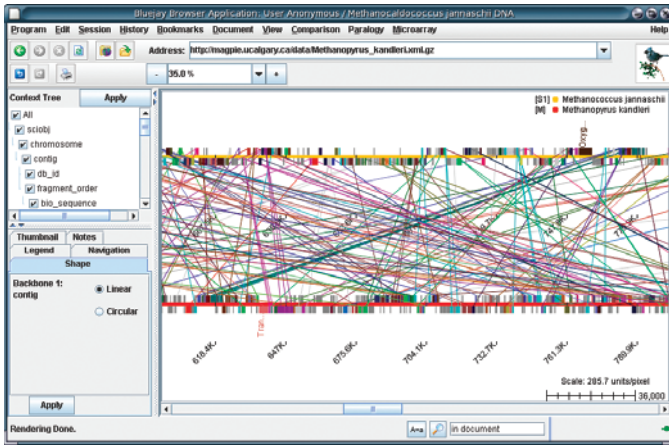 Bluejay Browser Application: User Anonymous / Methanocaldococcus jannaschii DNA
Program Edit Session History Bookmarks Document View Comparison Paralogy Microarray Help
Address: http://magpie.ucalgary.ca/data/Methanopyrus_kandleri.xml.gz
- 35.0 % +
Context Tree Apply
All
sciobj
chromosome
contig
db_id
fragment_order
bio_sequence
Thumbnail Notes
Legend Navigation
Shape
Backbone 1:
contig
Linear
Circular
Apply
[S1] Methanococcus jannaschii
[M] Methanopyrus kandleri
Tran
618.4K
647K
675.6K
704.1K
732.7K
761.3K
789.9K
Scale: 285.7 units/pixel
36,000
Rendering Done.
A=a in document